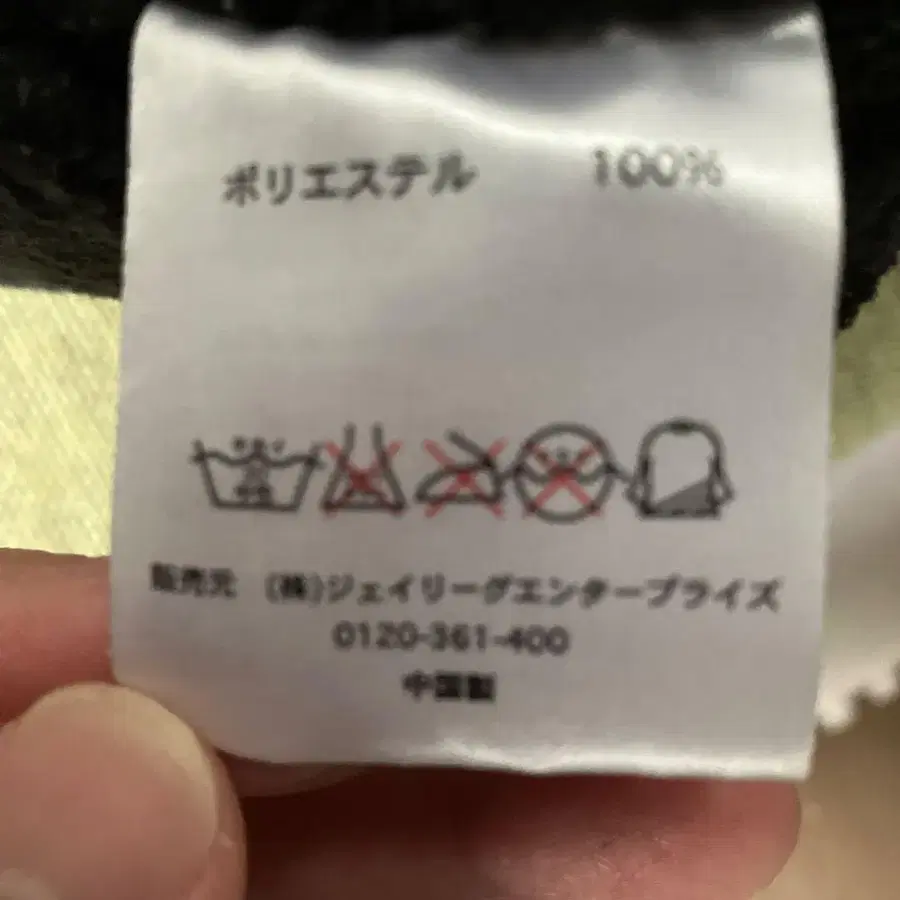 ポリエステル 100%
販売元 (株)ジェイリーグエンタープライズ
0120-361-400
中国製